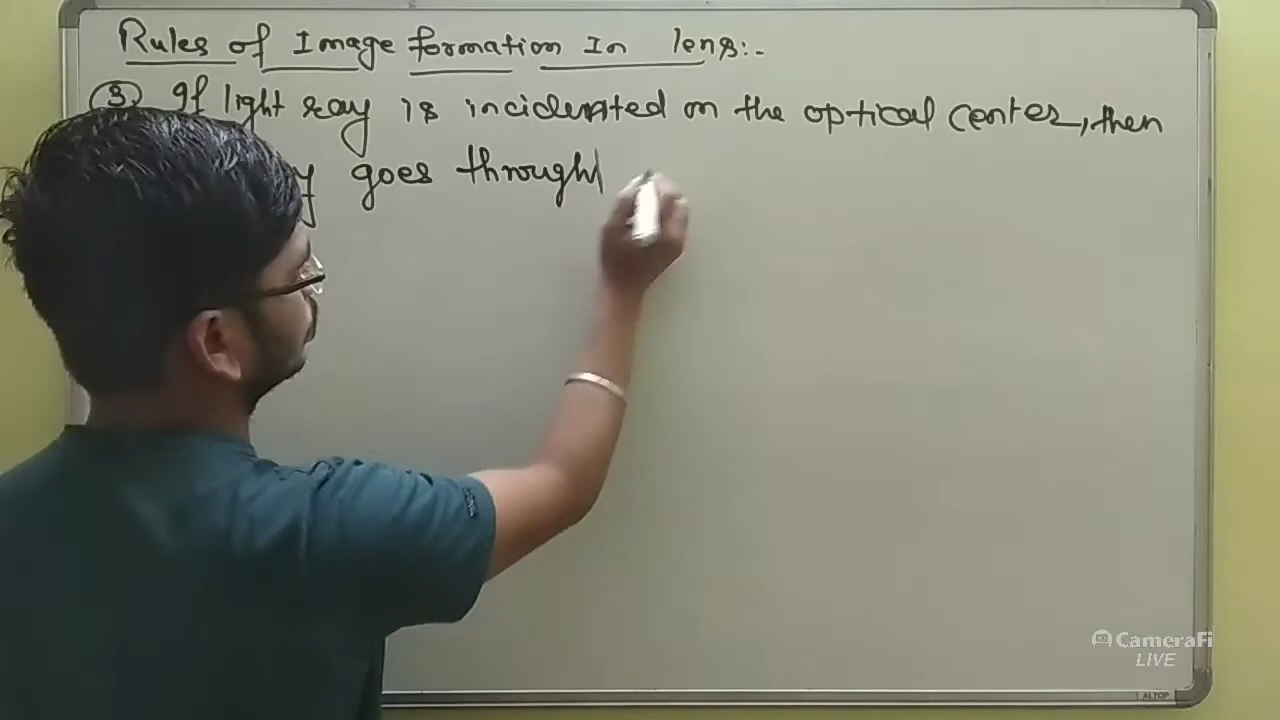 Rules of Image formation In lens:-
③ If light ray is incidented on the optical center, then
goes through
CameraFi
LIVE
ALTOP